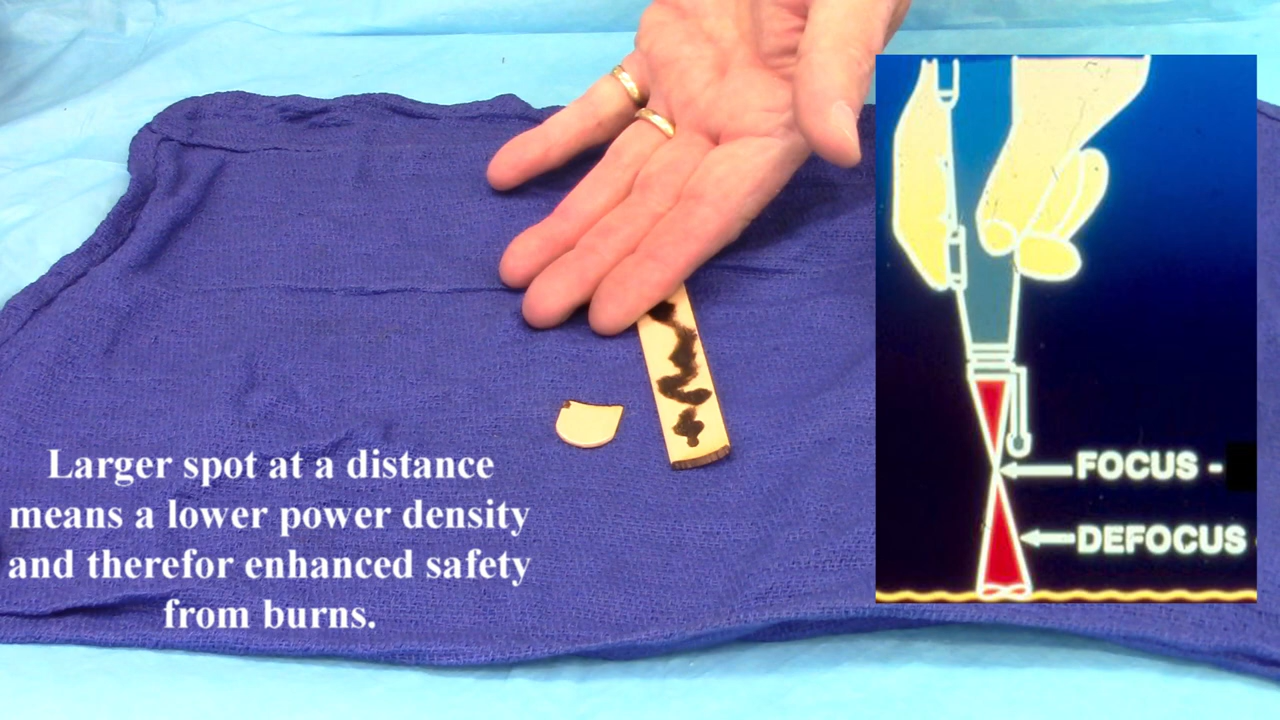 Larger spot at a distance
means a lower power density
and therefor enhanced safety
from burns.
FOCUS -
DEFOCUS